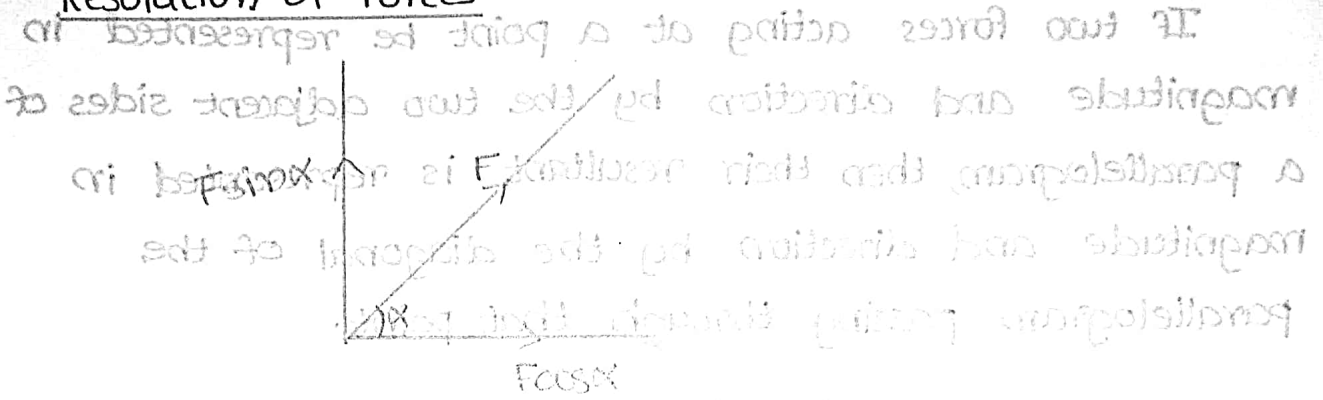 Resolution of forces
If two forces acting at a point be represented in
magnitude and direction by the two adjacent sides of
a parallelogram, then their resultant is represented in
magnitude and direction by the diagonal of the
parallelogram passing through that point.
F
Fsinα
α
Fcosα